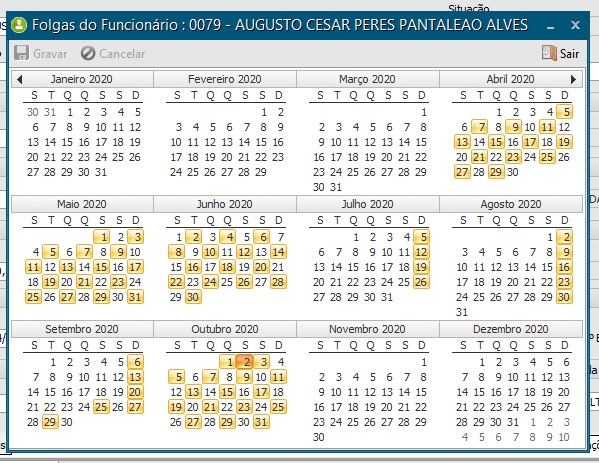 Situação
Folgas do Funcionário : 0079 - AUGUSTO CESAR PERES PANTALEAO ALVES
Gravar Cancelar Sair
Janeiro 2020 Fevereiro 2020 Março 2020 Abril 2020
S T Q Q S S D S T Q Q S S D S T Q Q S S D S T Q Q S S D
30 31 1 2 3 4 5 1 2 1 1 2 3 4 5
6 7 8 9 10 11 12 3 4 5 6 7 8 9 2 3 4 5 6 7 8 6 7 8 9 10 11 12
13 14 15 16 17 18 19 10 11 12 13 14 15 16 9 10 11 12 13 14 15 13 14 15 16 17 18 19
20 21 22 23 24 25 26 17 18 19 20 21 22 23 16 17 18 19 20 21 22 20 21 22 23 24 25 26
27 28 29 30 31 24 25 26 27 28 29 23 24 25 26 27 28 29 27 28 29 30
30 31
Maio 2020 Junho 2020 Julho 2020 Agosto 2020
S T Q Q S S D S T Q Q S S D S T Q Q S S D S T Q Q S S D
1 2 3 1 2 3 4 5 6 7 1 2 3 4 5 1 2
4 5 6 7 8 9 10 8 9 10 11 12 13 14 6 7 8 9 10 11 12 3 4 5 6 7 8 9
11 12 13 14 15 16 17 15 16 17 18 19 20 21 13 14 15 16 17 18 19 10 11 12 13 14 15 16
18 19 20 21 22 23 24 22 23 24 25 26 27 28 20 21 22 23 24 25 26 17 18 19 20 21 22 23
25 26 27 28 29 30 31 29 30 27 28 29 30 31 24 25 26 27 28 29 30
31
Setembro 2020 Outubro 2020 Novembro 2020 Dezembro 2020
S T Q Q S S D S T Q Q S S D S T Q Q S S D S T Q Q S S D
1 2 3 4 5 6 1 2 3 4 1 1 2 3 4 5 6
7 8 9 10 11 12 13 5 6 7 8 9 10 11 2 3 4 5 6 7 8 7 8 9 10 11 12 13
14 15 16 17 18 19 20 12 13 14 15 16 17 18 9 10 11 12 13 14 15 14 15 16 17 18 19 20
21 22 23 24 25 26 27 19 20 21 22 23 24 25 16 17 18 19 20 21 22 21 22 23 24 25 26 27
28 29 30 26 27 28 29 30 31 23 24 25 26 27 28 29 28 29 30 31 1 2 3
30 4 5 6 7 8 9 10